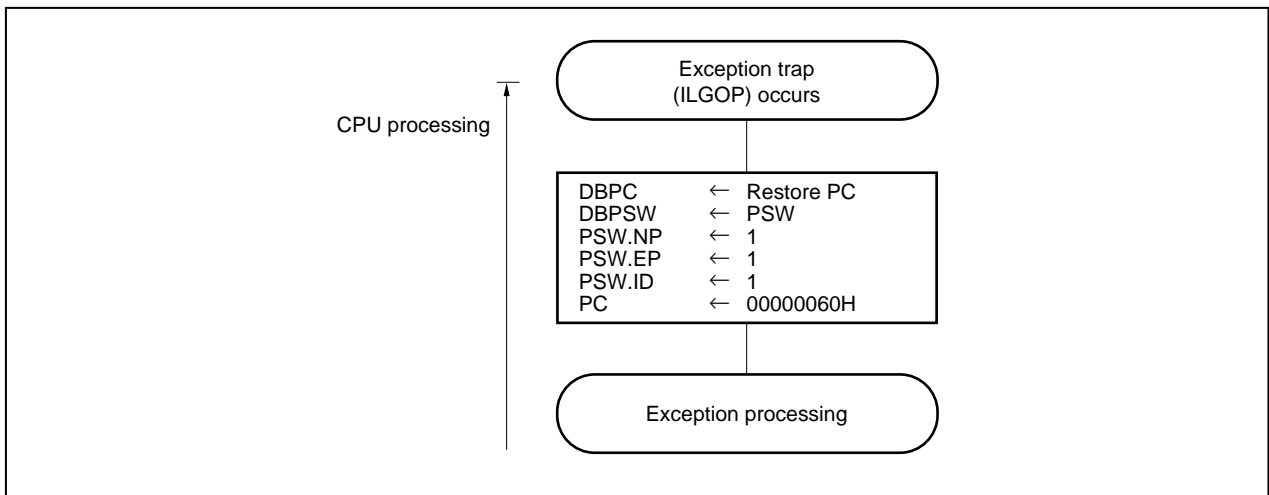 Exception trap
(ILGOP) occurs
CPU processing
DBPC ← Restore PC
DBPSW ← PSW
PSW.NP ← 1
PSW.EP ← 1
PSW.ID ← 1
PC ← 00000060H
Exception processing